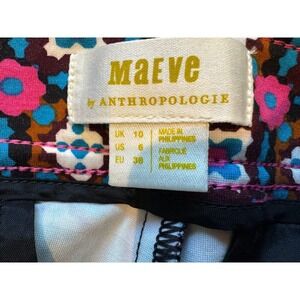 MAEVE
by ANTHROPOLOGIE
UK 10
US 6
EU 38
MADE IN
PHILIPPINES
FABRIQUÉ
AUX
PHILIPPINES